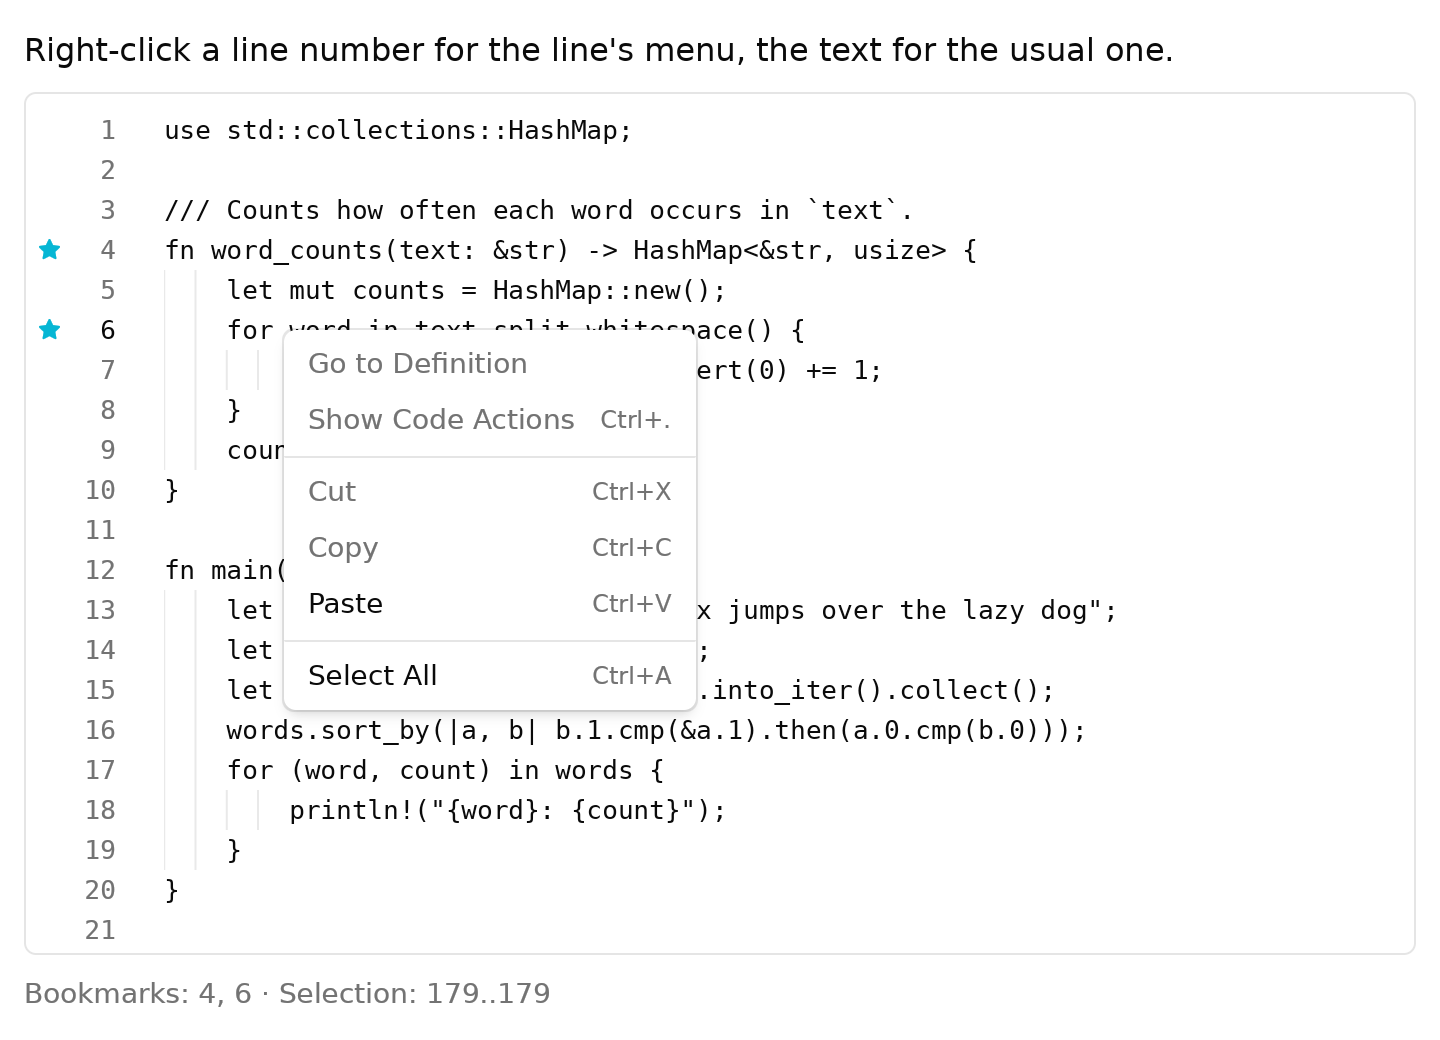 Right-click a line number for the line's menu, the text for the usual one.
1 use std::collections::HashMap;
2
3 /// Counts how often each word occurs in `text`.
4 fn word_counts(text: &str) -> HashMap<&str, usize> {
5 let mut counts = HashMap::new();
6 for word in text.split_whitespace() {
7 ert(0) += 1;
Go to Definition
8 }
Show Code Actions Ctrl+.
9 coun
10 }
Cut Ctrl+X
11
Copy Ctrl+C
12 fn main(
13 let x jumps over the lazy dog";
Paste Ctrl+V
14 let ;
15 let .into_iter().collect();
Select All Ctrl+A
16 words.sort_by(|a, b| b.1.cmp(&a.1).then(a.0.cmp(b.0)));
17 for (word, count) in words {
18 println!("{word}: {count}");
19 }
20 }
21
Bookmarks: 4, 6 · Selection: 179..179